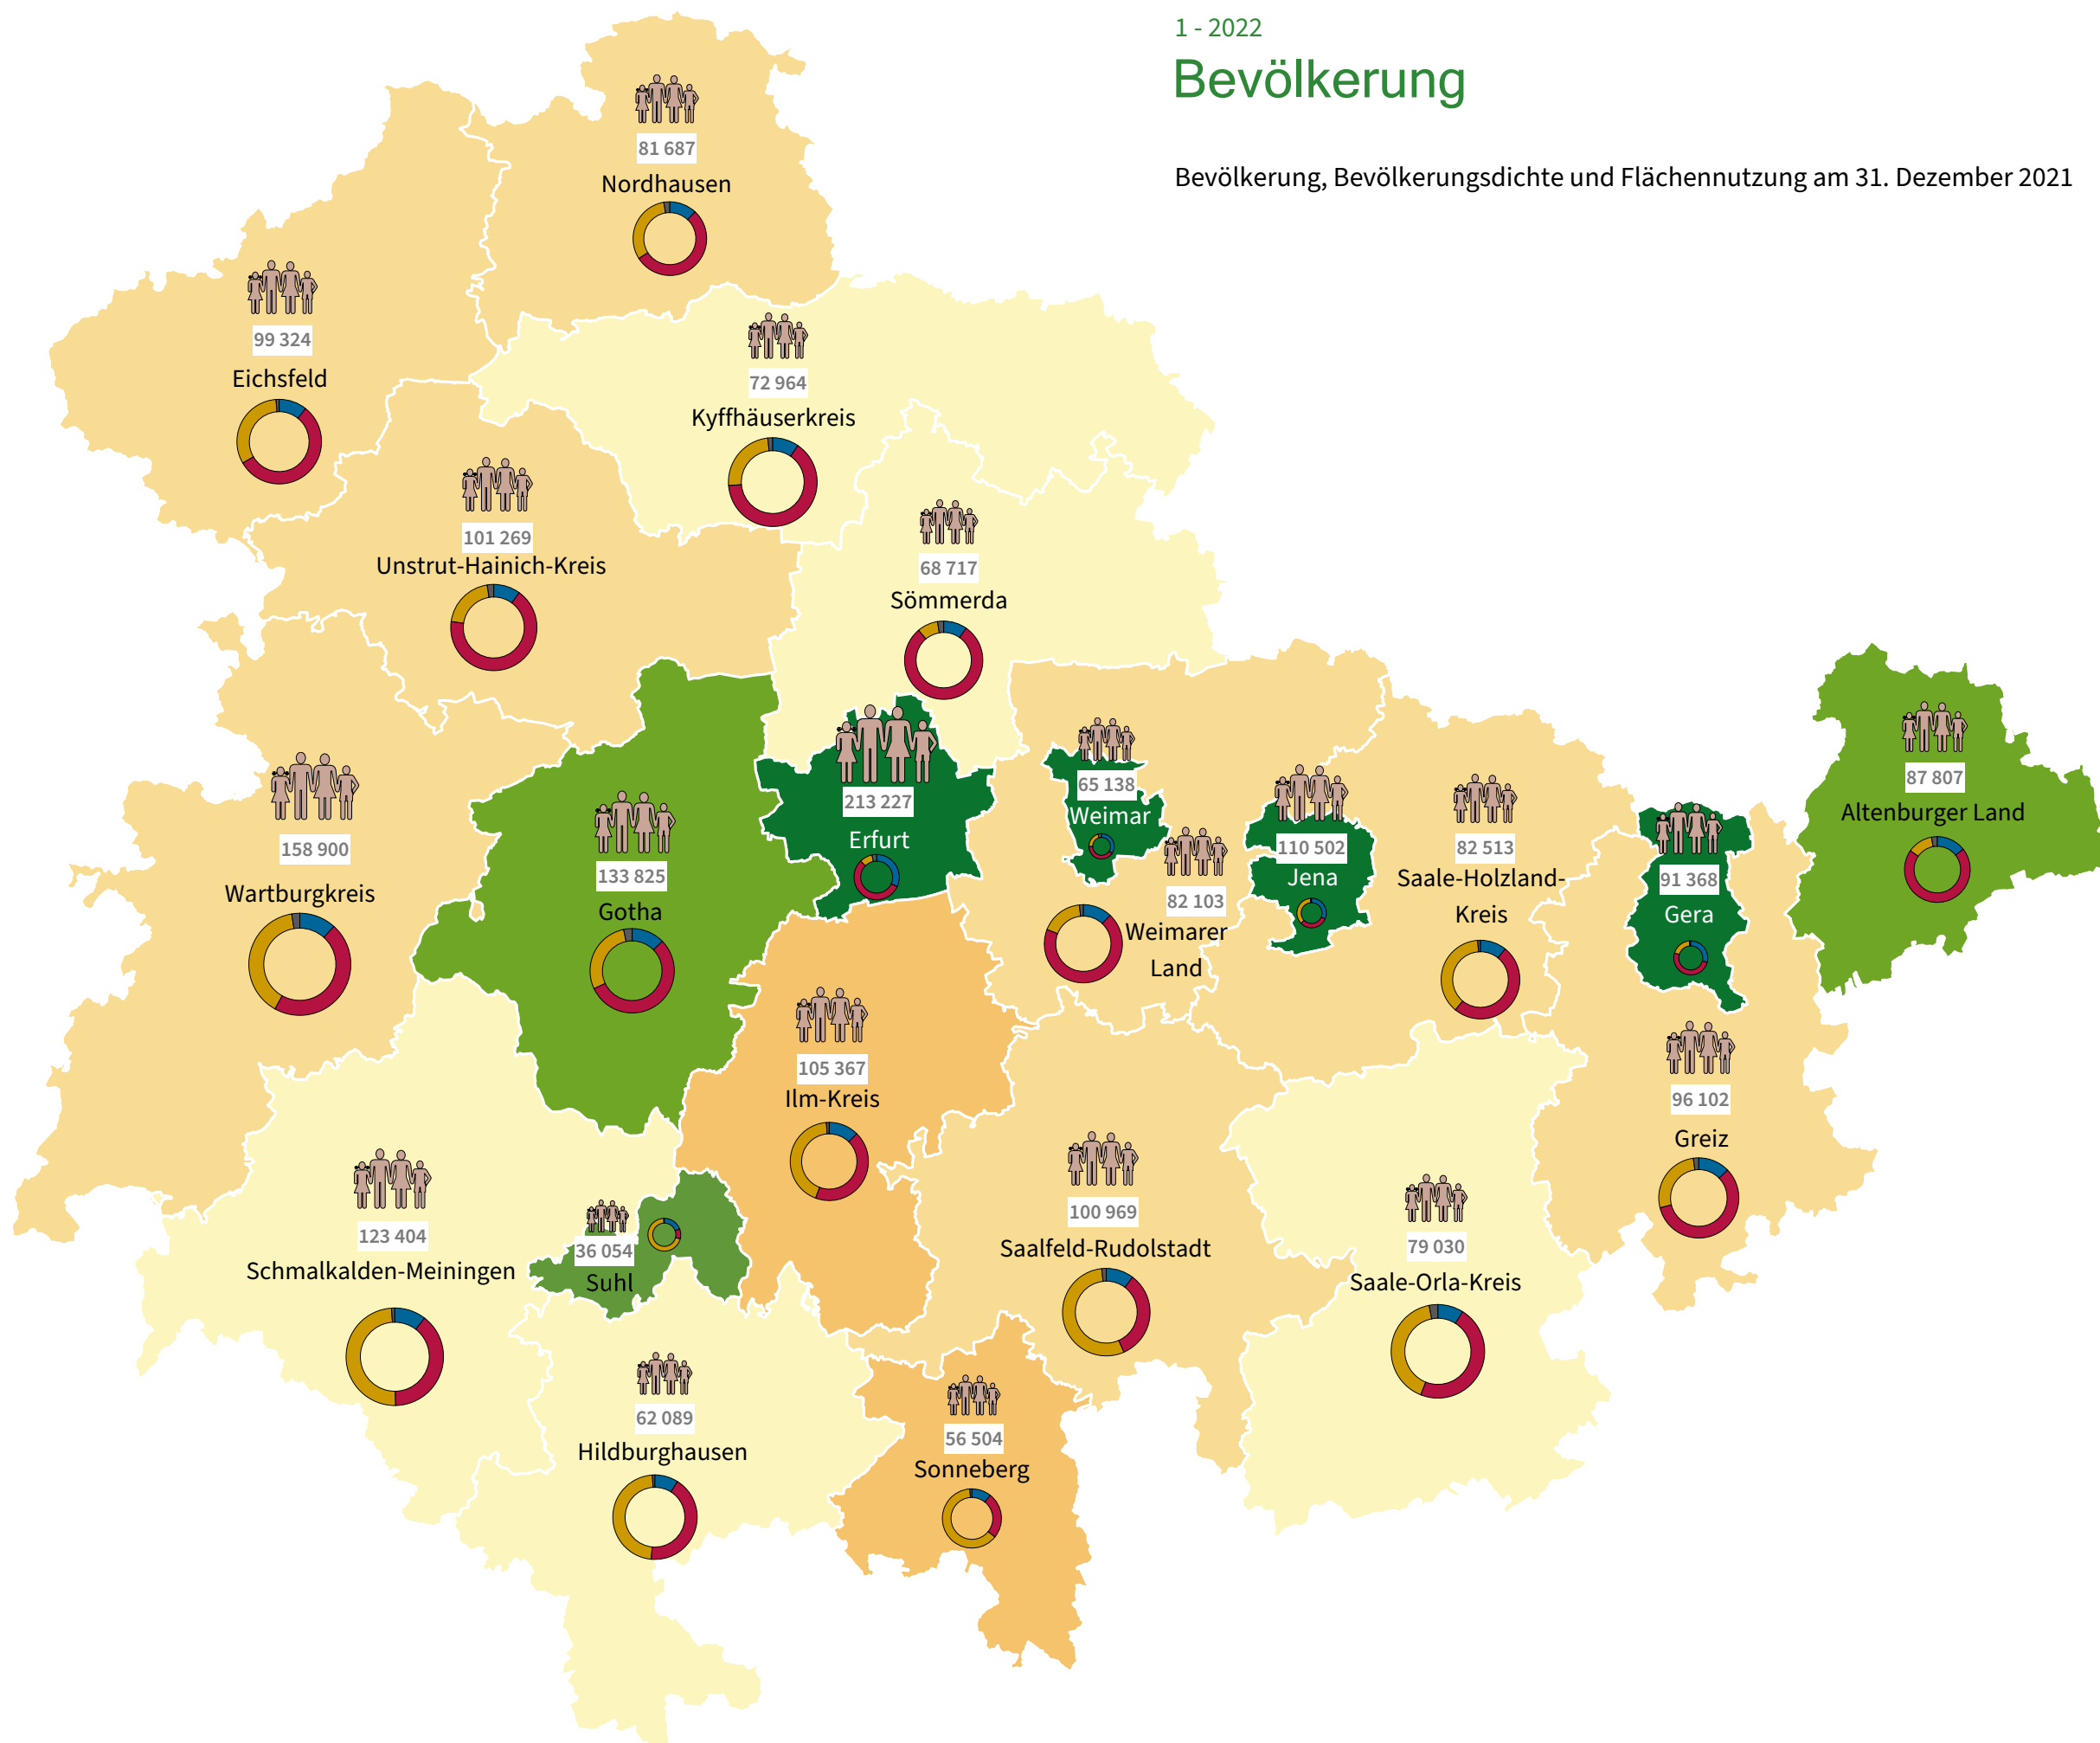 1 - 2022
Bevölkerung
Bevölkerung, Bevölkerungsdichte und Flächennutzung am 31. Dezember 2021
81 687
Nordhausen
99 324
Eichsfeld
72 964
Kyffhäuserkreis
101 269
Unstrut-Hainich-Kreis
68 717
Sömmerda
158 900
Wartburgkreis
133 825
Gotha
213 227
Erfurt
65 138
Weimar
82 103
Weimarer
Land
110 502
Jena
82 513
Saale-Holzland-
Kreis
91 368
Gera
87 807
Altenburger Land
105 367
Ilm-Kreis
96 102
Greiz
123 404
Schmalkalden-Meiningen
36 054
Suhl
100 969
Saalfeld-Rudolstadt
79 030
Saale-Orla-Kreis
62 089
Hildburghausen
56 504
Sonneberg